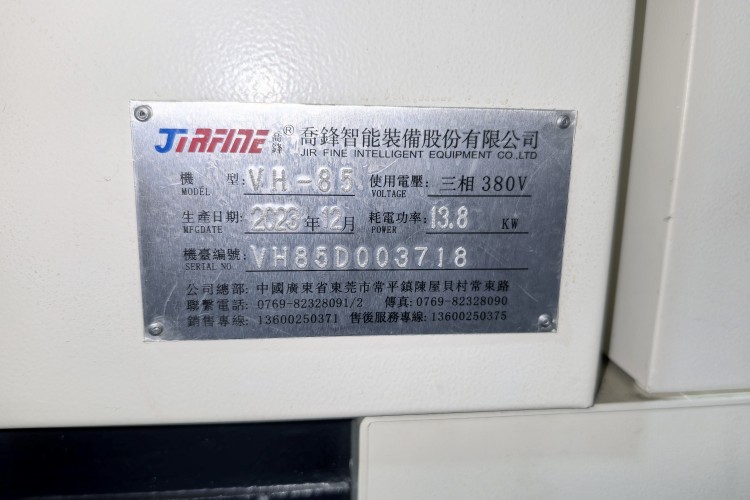 JIRFINE 喬鋒 ® 喬鋒智能裝備股份有限公司
JIR FINE INTELLIGENT EQUIPMENT CO.,LTD
機 型: VH-85 使用電壓: 三相 380V
MODEL VOLTAGE
生產日期: 2023 年 12 月 耗電功率: 13.8 KW
MFGDATE POWER
機臺編號: VH85D003718
SERIAL NO
公司總部: 中國廣東省東莞市常平鎮陳屋貝村常東路
聯繫電話: 0769-82328091/2 傳真: 0769-82328090
銷售專線: 13600250371 售後服務專線: 13600250375